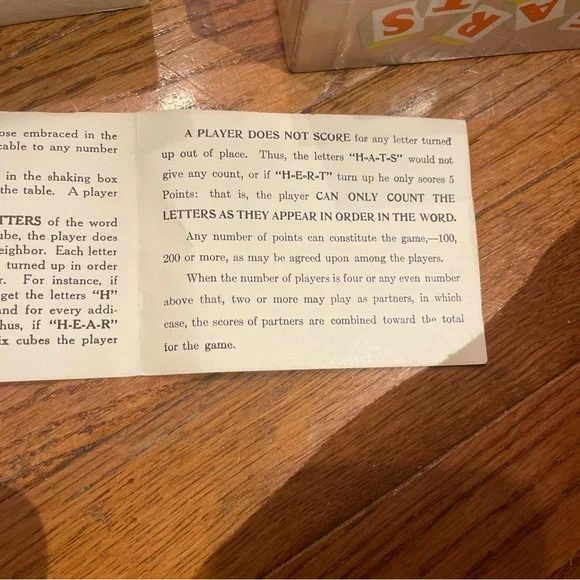 ARTS
ose embraced in the
cable to any number
in the shaking box
the table. A player
TTERS of the word
ube, the player does
eighbor. Each letter
turned up in order
r. For instance, if
get the letters "H"
and for every addi-
hus, if "H-E-A-R"
ix cubes the player
A PLAYER DOES NOT SCORE for any letter turned
up out of place. Thus, the letters "H-A-T-S" would not
give any count, or if "H-E-R-T" turn up he only scores 5
Points: that is, the player CAN ONLY COUNT THE
LETTERS AS THEY APPEAR IN ORDER IN THE WORD.
Any number of points can constitute the game,—100,
200 or more, as may be agreed upon among the players.
When the number of players is four or any even number
above that, two or more may play as partners, in which
case, the scores of partners are combined toward the total
for the game.